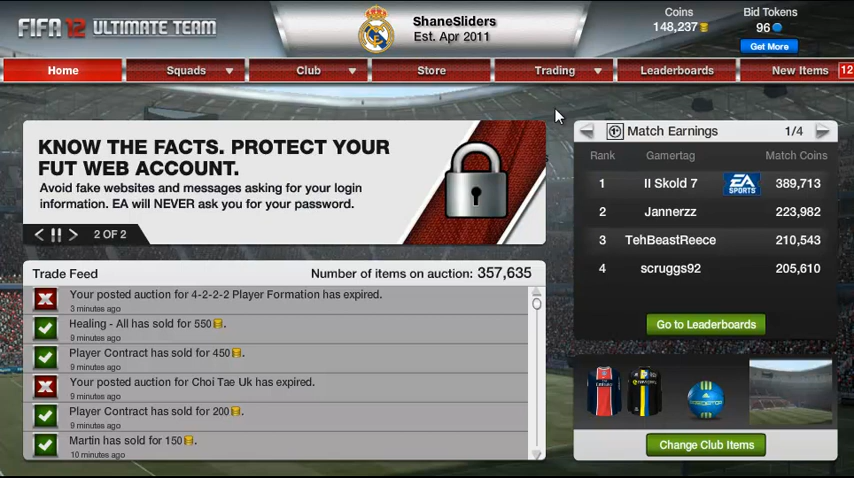 FIFA 12 ULTIMATE TEAM
ShaneSliders
Est. Apr 2011
Coins
148,237
Bid Tokens
96
Get More
Home
Squads
Club
Store
Trading
Leaderboards
New Items
12
KNOW THE FACTS. PROTECT YOUR
FUT WEB ACCOUNT.
Avoid fake websites and messages asking for your login
information. EA will NEVER ask you for your password.
2 OF 2
Match Earnings
1/4
Rank Gamertag Match Coins
1 II Skold 7 EA SPORTS 389,713
2 Jannerzz 223,982
3 TehBeastReece 210,543
4 scruggs92 205,610
Go to Leaderboards
Trade Feed Number of items on auction: 357,635
Your posted auction for 4-2-2-2 Player Formation has expired.
3 minutes ago
Healing - All has sold for 550.
9 minutes ago
Player Contract has sold for 450.
9 minutes ago
Your posted auction for Choi Tae Uk has expired.
9 minutes ago
Player Contract has sold for 200.
9 minutes ago
Martin has sold for 150.
10 minutes ago
Change Club Items